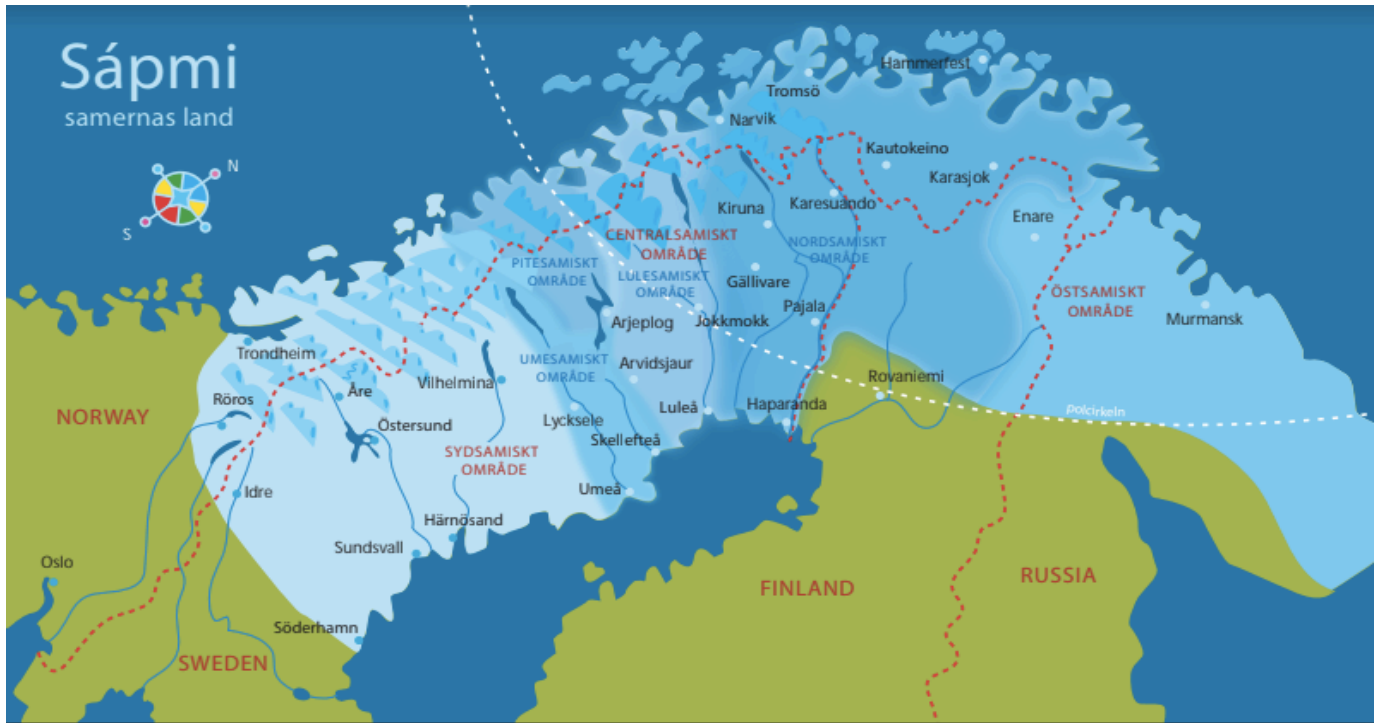 Sápmi
samernas land
N
S
Hammerfest
Tromsö
Narvik
Kautokeino
Karasjok
Kiruna
Karesuando
Enare
CENTRALSAMISKT
OMRÅDE
NORDSAMISKT
OMRÅDE
PITESAMISKT
OMRÅDE
LULESAMISKT
OMRÅDE
Gällivare
ÖSTSAMISKT
OMRÅDE
Pajala
Murmansk
Arjeplog
Jokkmokk
Trondheim
UMESAMISKT
OMRÅDE
Arvidsjaur
Vilhelmina
Åre
Rovaniemi
Röros
NORWAY
Luleå
Haparanda
polcirkeln
Lycksele
Östersund
Skellefteå
SYDSAMISKT
OMRÅDE
Umeå
Idre
Härnösand
Sundsvall
Oslo
FINLAND
RUSSIA
Söderhamn
SWEDEN